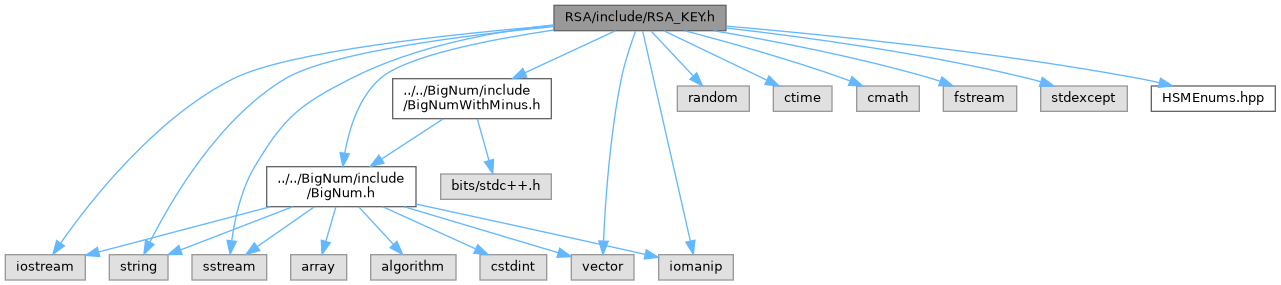 RSA/include/RSA_KEY.h
../../BigNum/include
/BigNumWithMinus.h
random
ctime
cmath
fstream
stdexcept
HSMEnums.hpp
../../BigNum/include
/BigNum.h
bits/stdc++.h
iostream
string
sstream
array
algorithm
cstdint
vector
iomanip